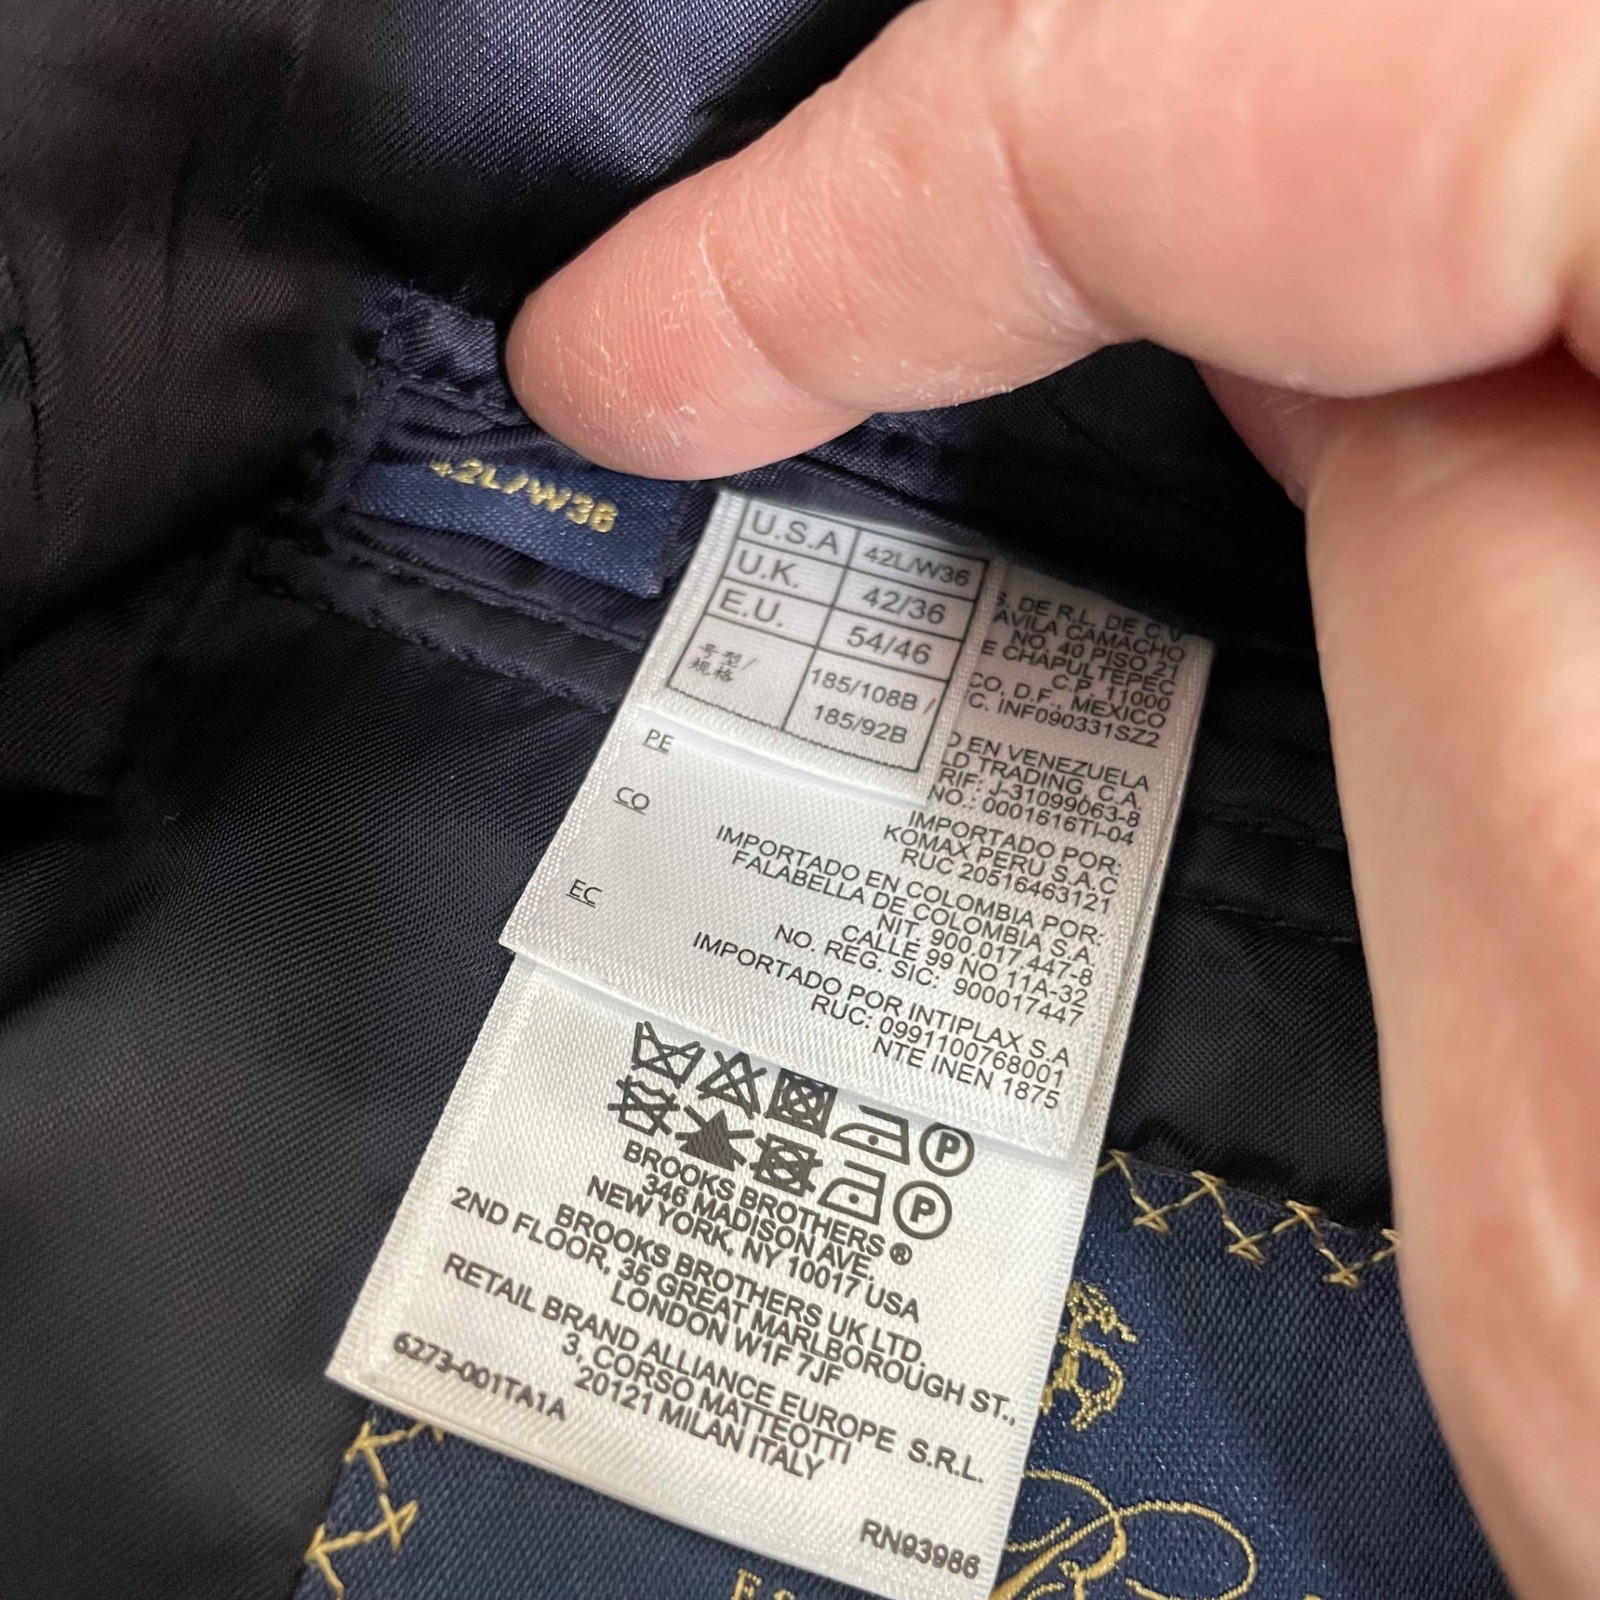 42L/W36
U.S.A 42L/W36
U.K. 42/36
E.U. 54/46
号型/ 185/108B /
规格 185/92B
S. DE R.L. DE C.V.
AVILA CAMACHO
NO. 40 PISO 21
E CHAPULTEPEC
C.P. 11000
CO, D.F., MEXICO
C. INF090331SZ2
O EN VENEZUELA
LD TRADING, C.A.
RIF: J-31099063-8
NO.: 0001616TI-04
PE IMPORTADO POR:
KOMAX PERU S.A.C
RUC 20516463121
CO IMPORTADO EN COLOMBIA POR:
FALABELLA DE COLOMBIA S.A.
NIT. 900.017.447-8
CALLE 99 NO 11A-32
NO. REG. SIC: 900017447
EC IMPORTADO POR INTIPLAX S.A
RUC: 0991100768001
NTE INEN 1875
P
P
BROOKS BROTHERS ®
346 MADISON AVE.
NEW YORK, NY 10017 USA
BROOKS BROTHERS UK LTD.
2ND FLOOR, 35 GREAT MARLBOROUGH ST.,
LONDON W1F 7JF
RETAIL BRAND ALLIANCE EUROPE S.R.L.
3, CORSO MATTEOTTI
20121 MILAN ITALY
6273-001TA1A
RN93986